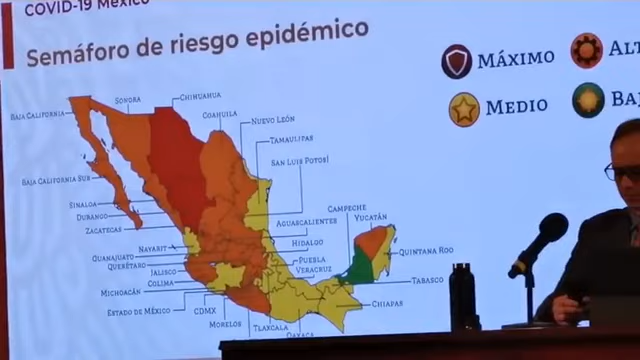 COVID-19 México
Semáforo de riesgo epidémico
MÁXIMO
MEDIO
SONORA
CHIHUAHUA
BAJA CALIFORNIA
COAHUILA
NUEVO LEÓN
TAMAULIPAS
SAN LUIS POTOSÍ
BAJA CALIFORNIA SUR
SINALOA
DURANGO
ZACATECAS
CAMPECHE
YUCATÁN
AGUASCALIENTES
NAYARIT
HIDALGO
GUANAJUATO
QUERÉTARO
PUEBLA
QUINTANA ROO
JALISCO
VERACRUZ
COLIMA
TABASCO
MICHOACÁN
ESTADO DE MÉXICO
CDMX
CHIAPAS
MORELOS
TLAXCALA
OAXACA